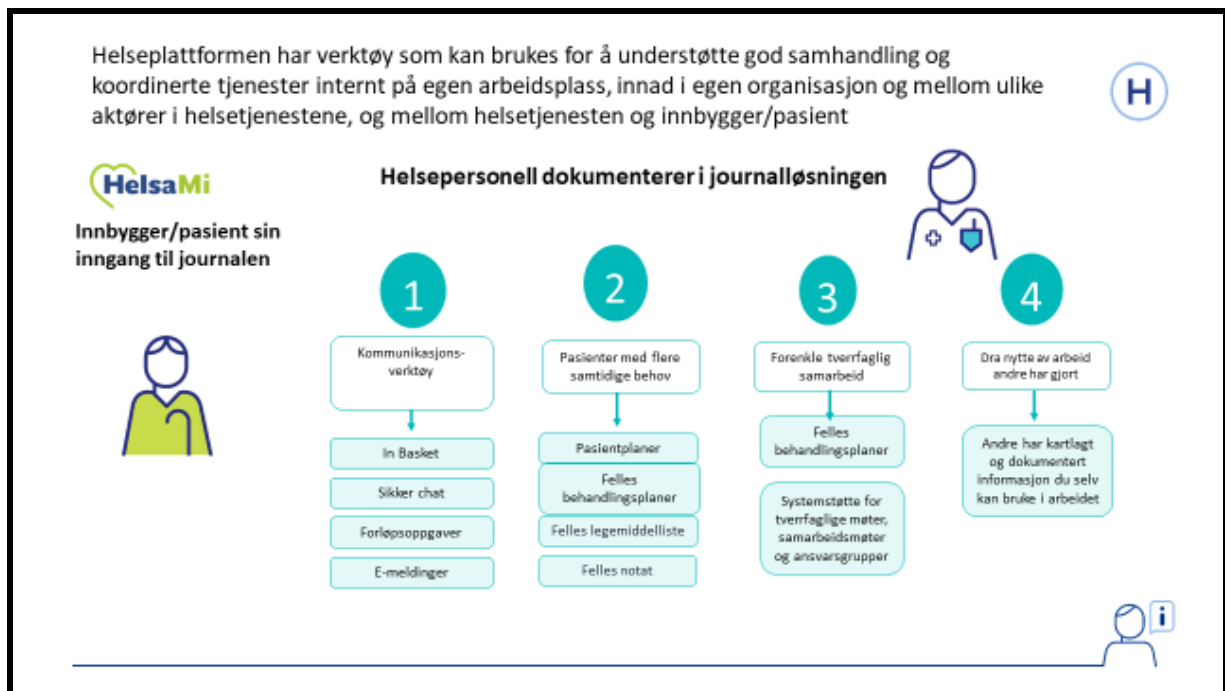 Helseplattformen har verktøy som kan brukes for å understøtte god samhandling og
koordinerte tjenester internt på egen arbeidsplass, innad i egen organisasjon og mellom ulike
aktører i helsetjenestene, og mellom helsetjenesten og innbygger/pasient
H
HelsaMi
Helsepersonell dokumenterer i journalløsningen
Innbygger/pasient sin
inngang til journalen
1
2
3
4
Kommunikasjons-
verktøy
In Basket
Sikker chat
Forløpsoppgaver
E-meldinger
Pasienter med flere
samtidige behov
Pasientplaner
Felles
behandlingsplaner
Felles legemiddelliste
Felles notat
Forenkle tverrfaglig
samarbeid
Felles
behandlingsplaner
Systemstøtte for
tverrfaglige møter,
samarbeidsmøter
og ansvarsgrupper
Dra nytte av arbeid
andre har gjort
Andre har kartlagt
og dokumentert
informasjon du selv
kan bruke i arbeidet
i